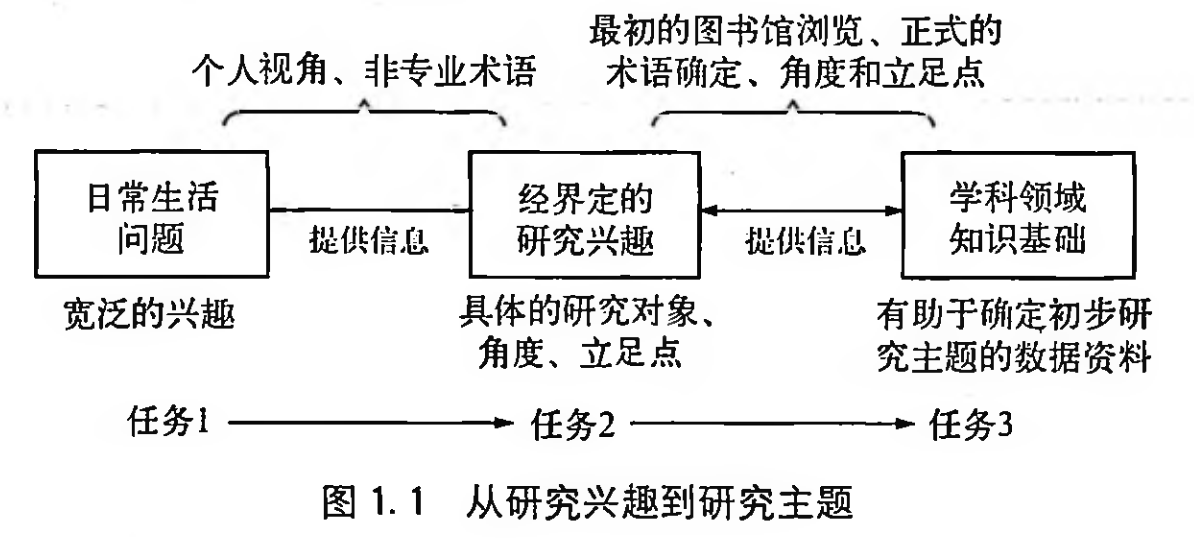 个人视角、非专业术语
最初的图书馆浏览、正式的
术语确定、角度和立足点
日常生活
问题
提供信息
经界定的
研究兴趣
提供信息
学科领域
知识基础
宽泛的兴趣
具体的研究对象、
角度、立足点
有助于确定初步研
究主题的数据资料
任务1
任务2
任务3
图 1.1 从研究兴趣到研究主题